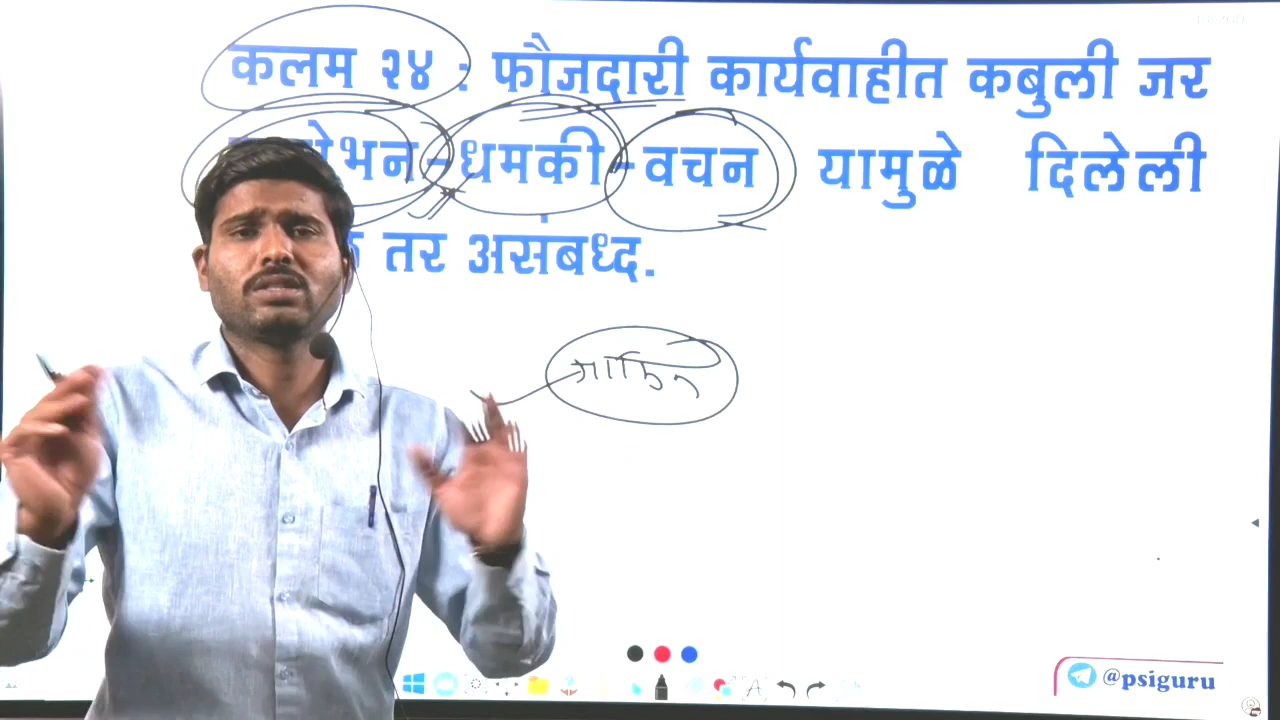 कलम २४ : फौजदारी कार्यवाहीत कबुली जर
धमकी-वचन यामुळे दिलेली
तर असंबध्द.
@psiguru